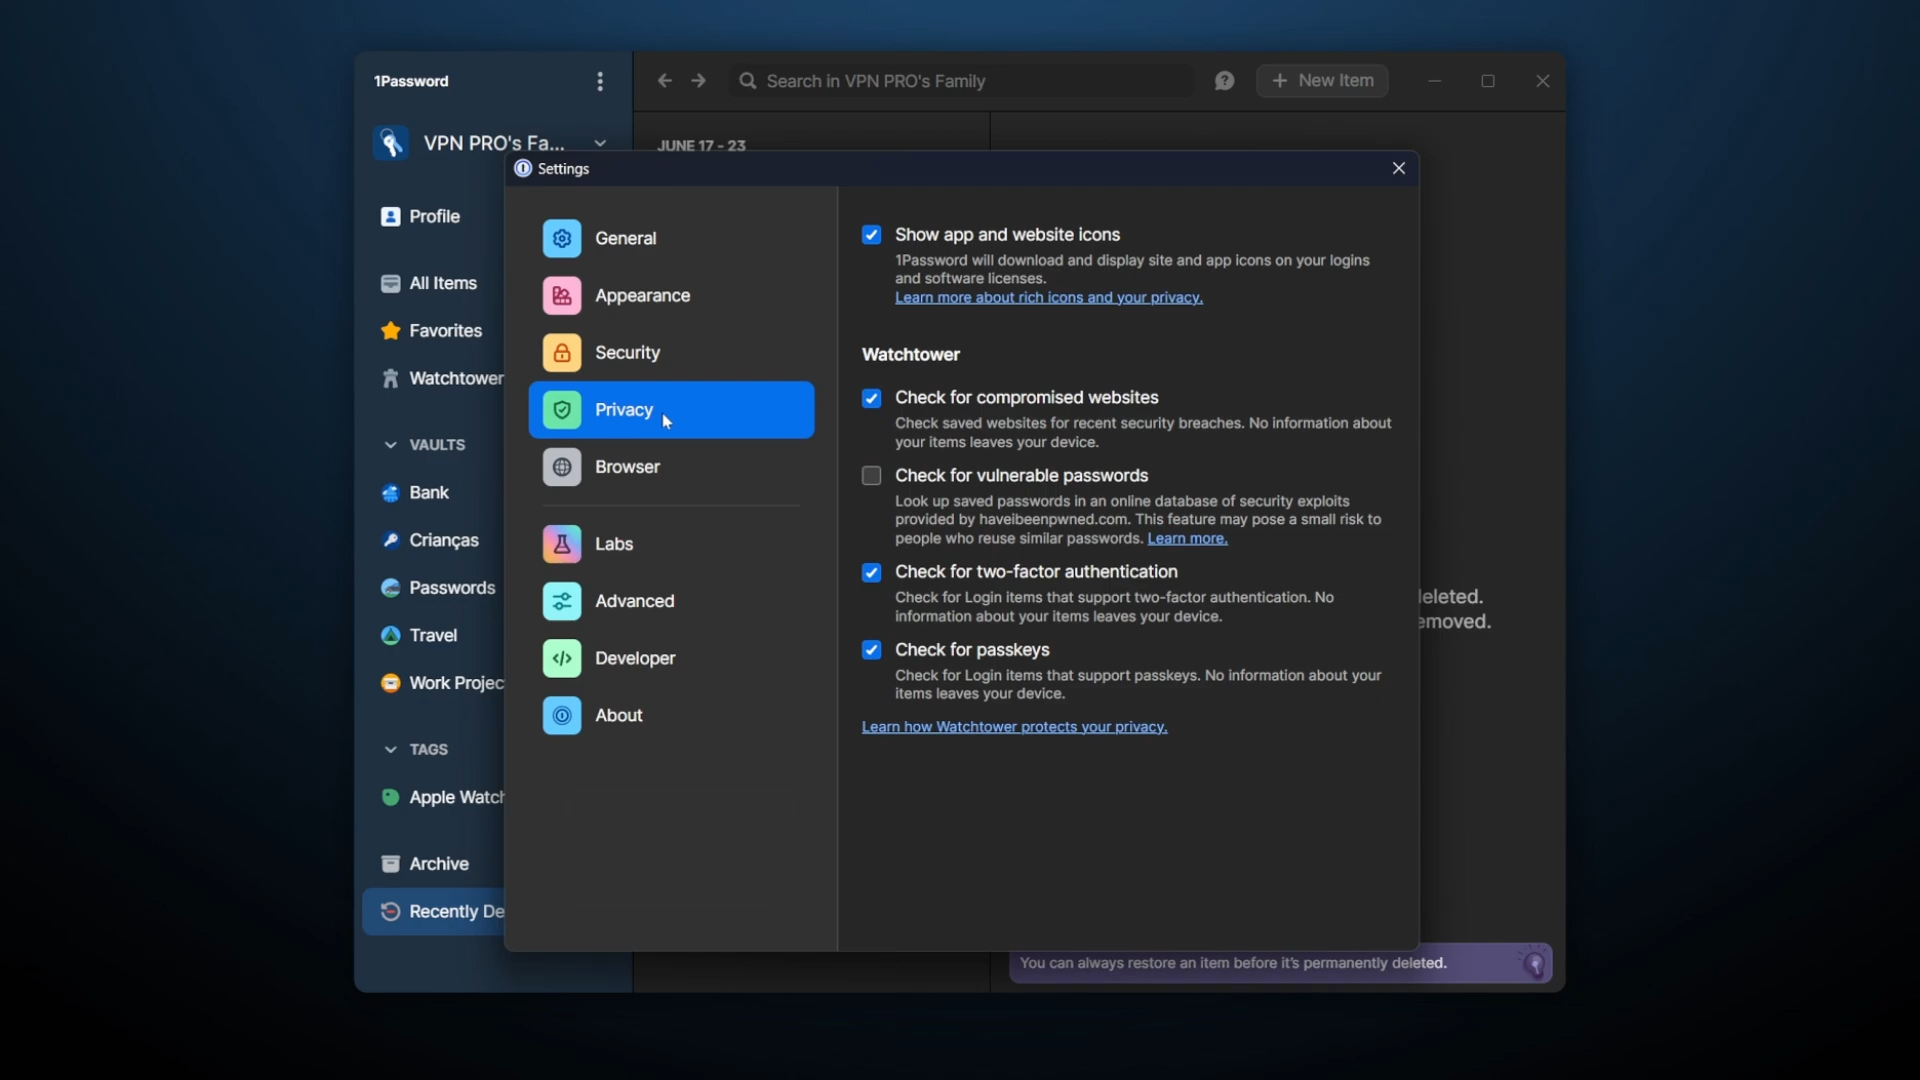 1Password
Search in VPN PRO's Family
New Item
VPN PRO's Fa...
JUNE 17 - 23
Profile
All Items
Favorites
Watchtower
VAULTS
Bank
Crianças
Passwords
Travel
Work Projec
TAGS
Apple Watch
Archive
Recently De
Settings
General
Appearance
Security
Privacy
Browser
Labs
Advanced
Developer
About
Show app and website icons
1Password will download and display site and app icons on your logins
and software licenses.
Learn more about rich icons and your privacy.
Watchtower
Check for compromised websites
Check saved websites for recent security breaches. No information about
your items leaves your device.
Check for vulnerable passwords
Look up saved passwords in an online database of security exploits
provided by haveibeenpwned.com. This feature may pose a small risk to
people who reuse similar passwords. Learn more.
Check for two-factor authentication
Check for Login items that support two-factor authentication. No
information about your items leaves your device.
Check for passkeys
Check for Login items that support passkeys. No information about your
items leaves your device.
Learn how Watchtower protects your privacy.
leleted.
emoved.
You can always restore an item before it's permanently deleted.